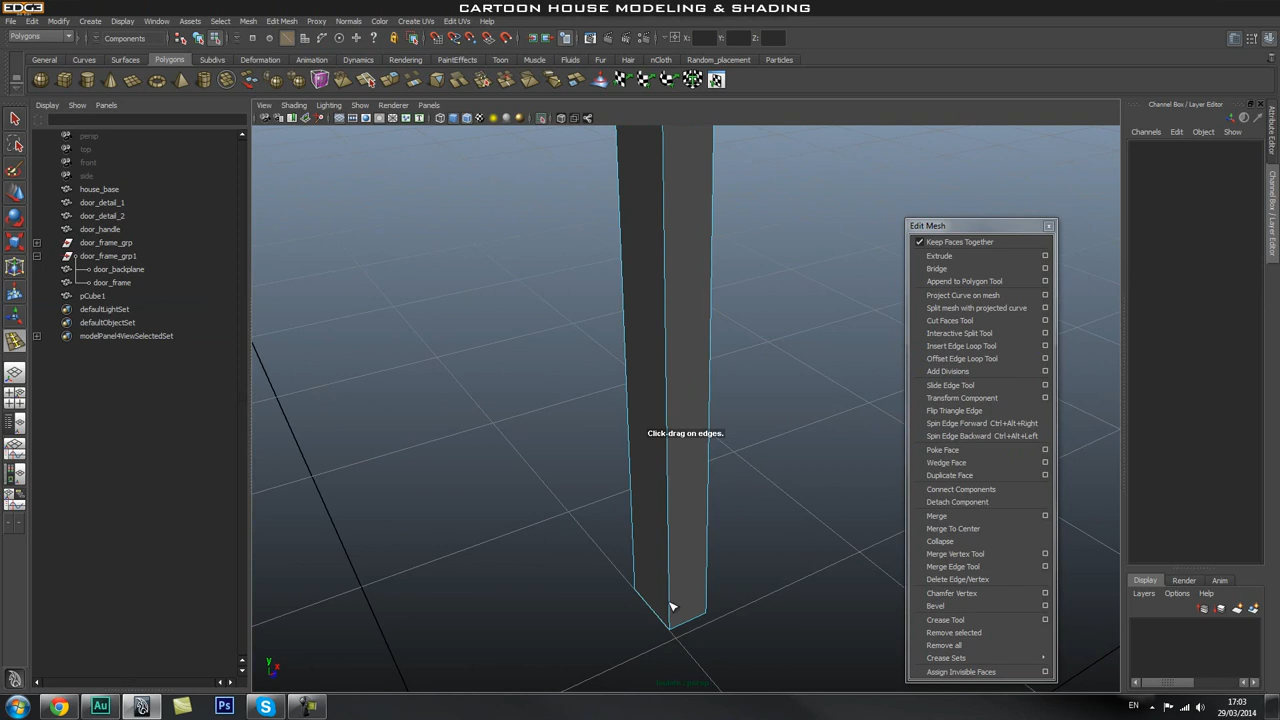 EDGE
CARTOON HOUSE MODELING & SHADING
File Edit Modify Create Display Window Assets Select Mesh Edit Mesh Proxy Normals Color Create UVs Edit UVs Help
Polygons Components X: Y: Z:
General Curves Surfaces Polygons Subdivs Deformation Animation Dynamics Rendering PaintEffects Toon Muscle Fluids Fur Hair nCloth Random_placement Particles
Display Show Panels
View Shading Lighting Show Renderer Panels
Channel Box / Layer Editor
Channels Edit Object Show
Attribute Editor
Channel Box / Layer Editor
persp
top
front
side
house_base
door_detail_1
door_detail_2
door_handle
door_frame_grp
door_frame_grp1
door_backplane
door_frame
pCube1
defaultLightSet
defaultObjectSet
modelPanel4ViewSelectedSet
Click-drag on edges.
Edit Mesh
Keep Faces Together
Extrude
Bridge
Append to Polygon Tool
Project Curve on mesh
Split mesh with projected curve
Cut Faces Tool
Interactive Split Tool
Insert Edge Loop Tool
Offset Edge Loop Tool
Add Divisions
Slide Edge Tool
Transform Component
Flip Triangle Edge
Spin Edge Forward Ctrl+Alt+Right
Spin Edge Backward Ctrl+Alt+Left
Poke Face
Wedge Face
Duplicate Face
Connect Components
Detach Component
Merge
Merge To Center
Collapse
Merge Vertex Tool
Merge Edge Tool
Delete Edge/Vertex
Chamfer Vertex
Bevel
Crease Tool
Remove selected
Remove all
Crease Sets
Assign Invisible Faces
Display Render Anim
Layers Options Help
y
x
Au
Ps
EN
17:03
29/03/2014